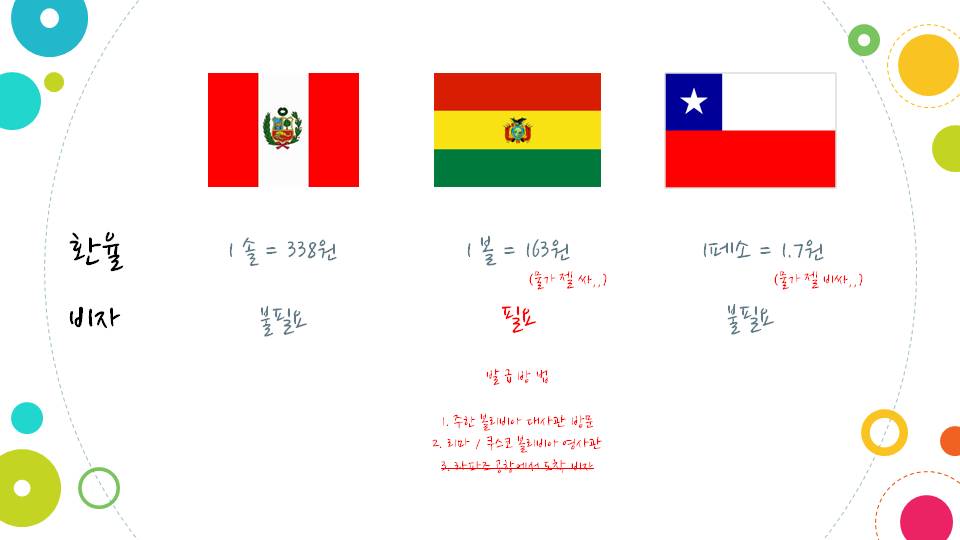 환율
1 솔 = 338원
1 볼 = 163원
(물가 젤 싸,,)
1페소 = 1.7원
(물가 젤 비싸,,)
비자
불필요
필요
불필요
발급방법
1. 주한 볼리비아 대사관 방문
2. 리마 / 쿠스코 볼리비아 영사관
3. 라파즈 공항에서 도착 비자